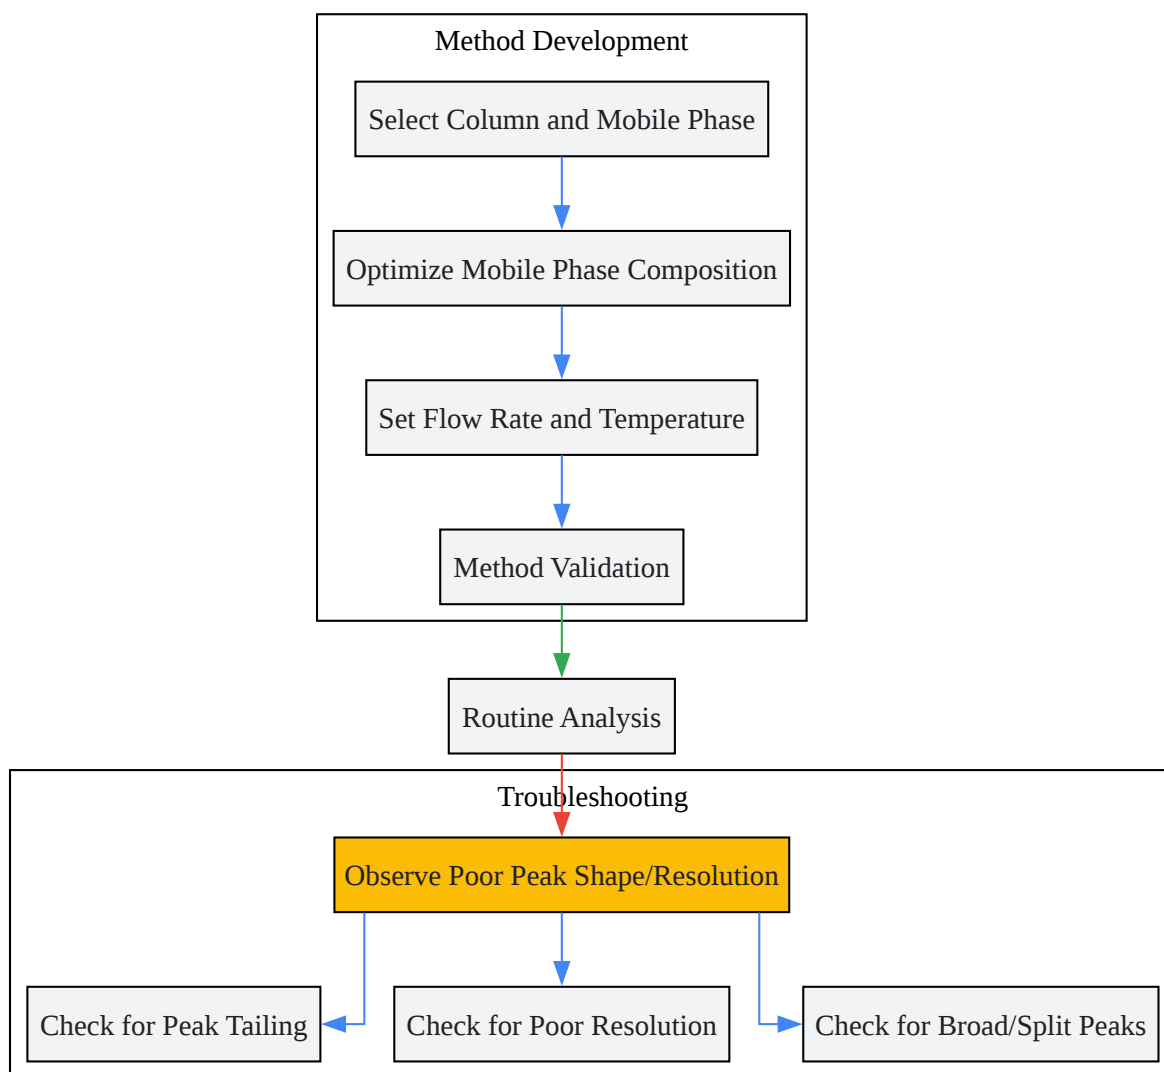 Method Development
Select Column and Mobile Phase
Optimize Mobile Phase Composition
Set Flow Rate and Temperature
Method Validation
Routine Analysis
Troubleshooting
Observe Poor Peak Shape/Resolution
Check for Peak Tailing
Check for Poor Resolution
Check for Broad/Split Peaks